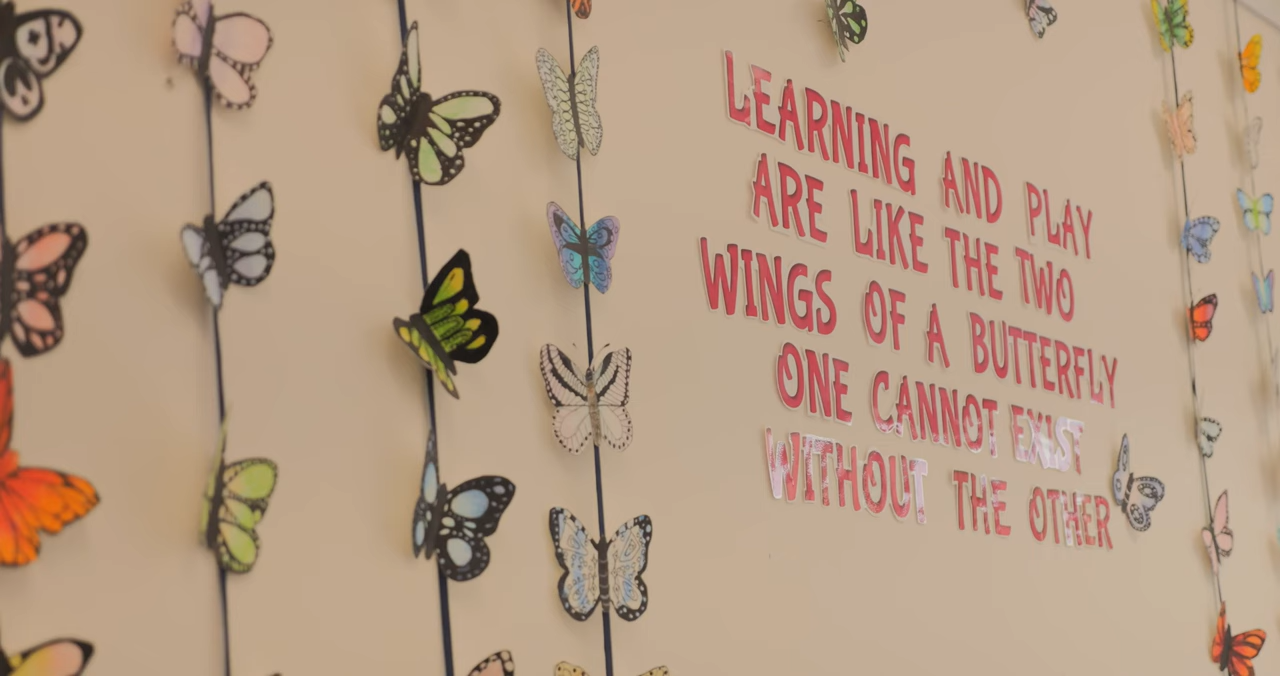 LEARNING AND PLAY
ARE LIKE THE TWO
WINGS OF A BUTTERFLY
ONE CANNOT EXIST
WITHOUT THE OTHER